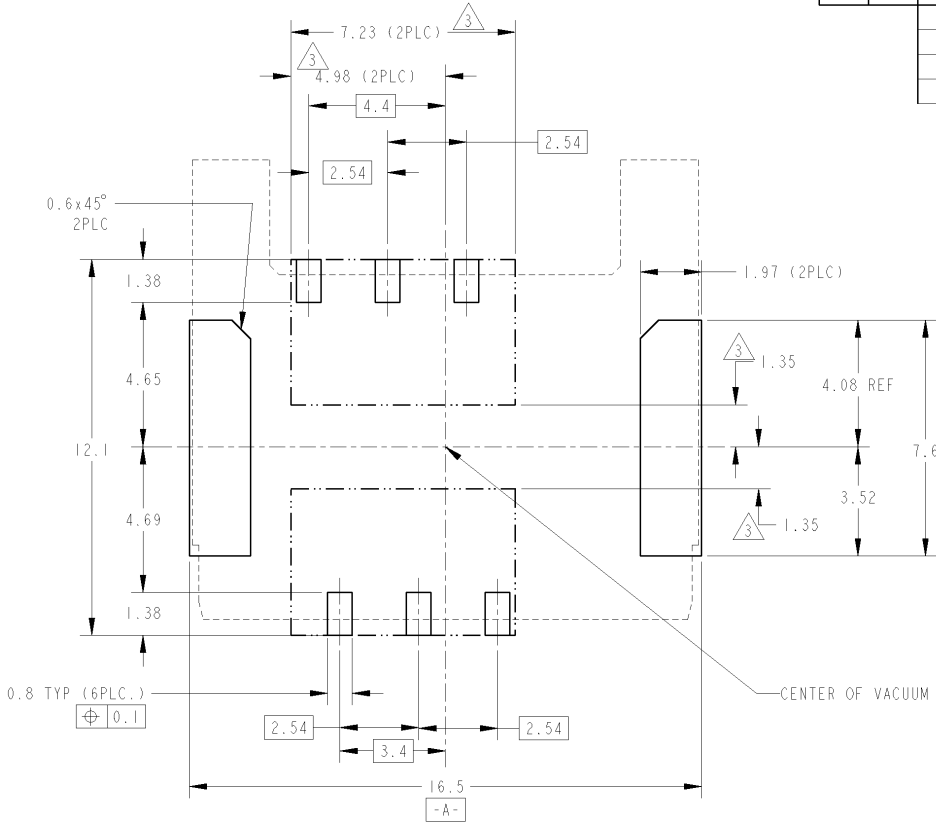 3
7.23 (2PLC)
3
4.98 (2PLC)
4.4
2.54
2.54
0.6x45°
2PLC
1.38
1.97 (2PLC)
3
1.35
4.65
4.08 REF
12.1
7.6
4.69
3.52
3
1.35
1.38
0.8 TYP (6PLC.)
⌖ 0.1
CENTER OF VACUUM
2.54
2.54
3.4
16.5
-A-